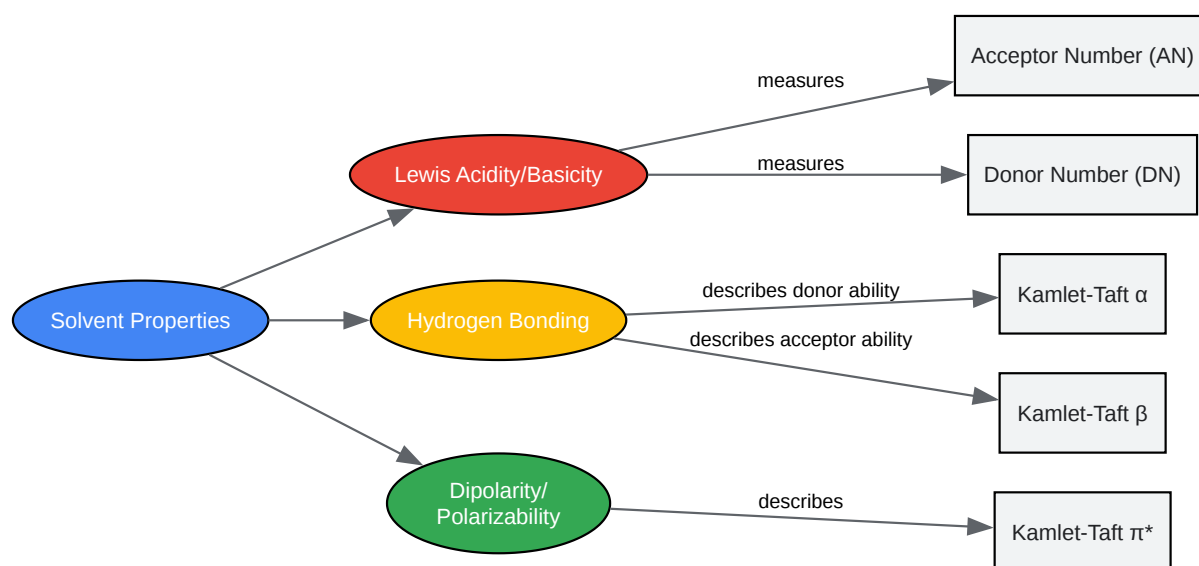 Acceptor Number (AN)
measures
measures
Lewis Acidity/Basicity
Donor Number (DN)
describes donor ability
Kamlet-Taft α
Solvent Properties
Hydrogen Bonding
describes acceptor ability
Kamlet-Taft β
Dipolarity/
Polarizability
describes
Kamlet-Taft π*